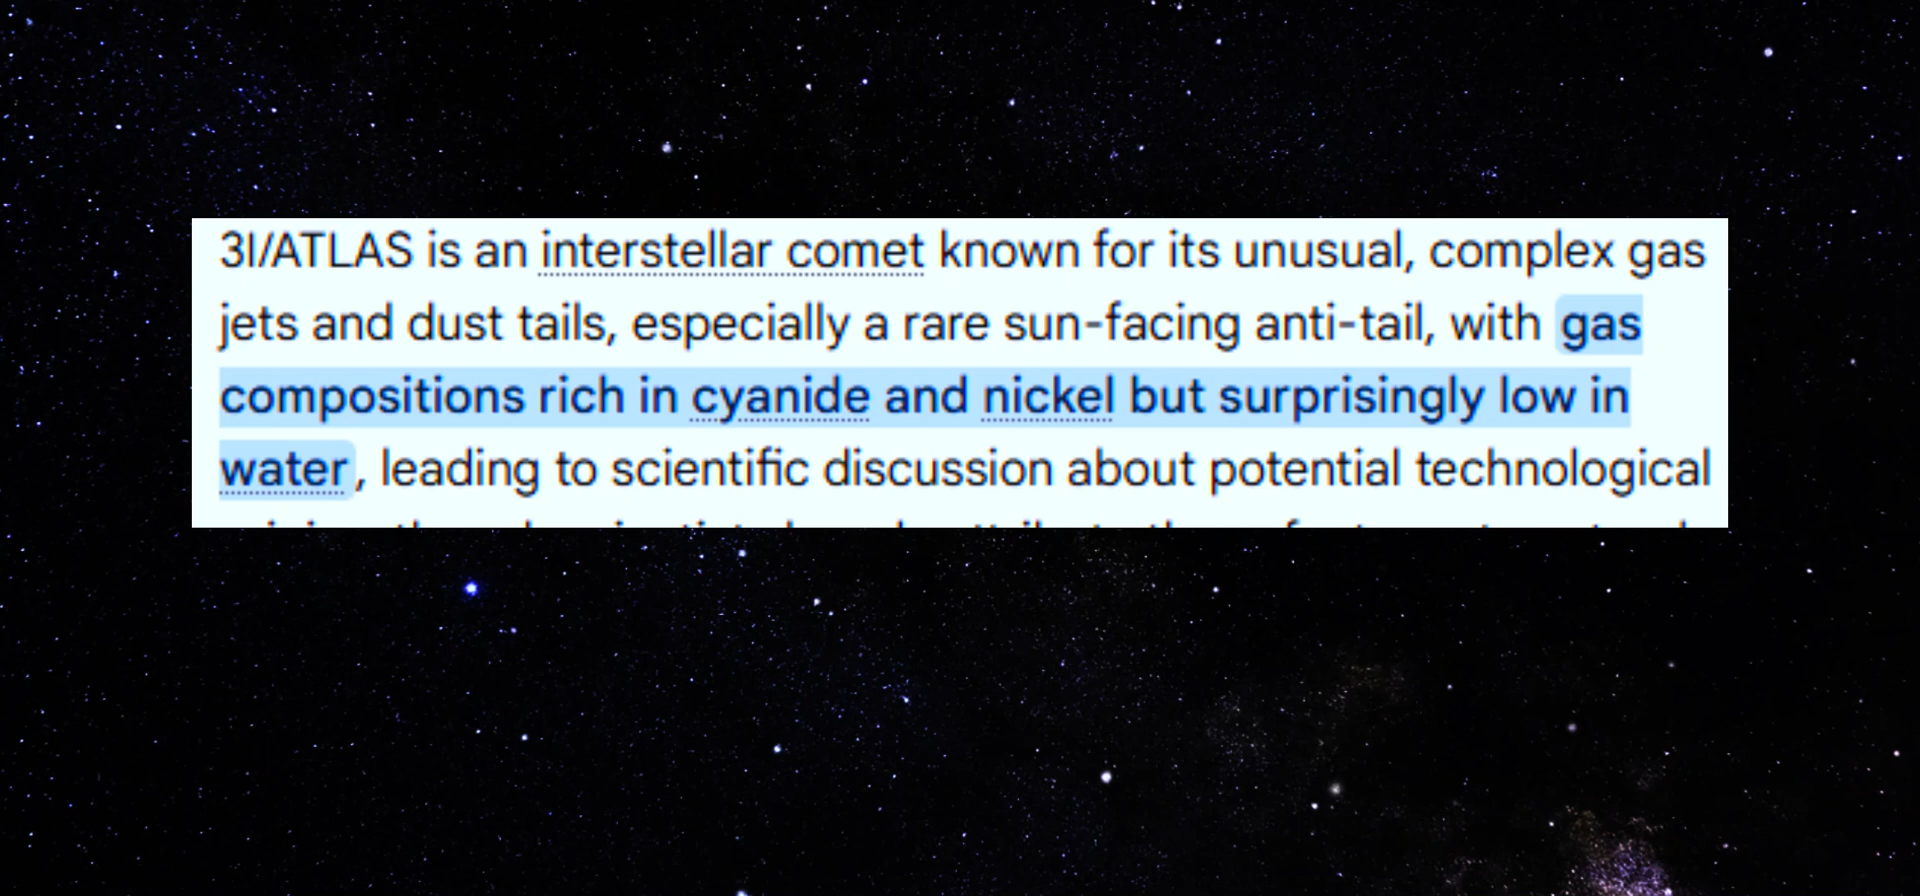 3I/ATLAS is an interstellar comet known for its unusual, complex gas
jets and dust tails, especially a rare sun-facing anti-tail, with gas
compositions rich in cyanide and nickel but surprisingly low in
water, leading to scientific discussion about potential technological